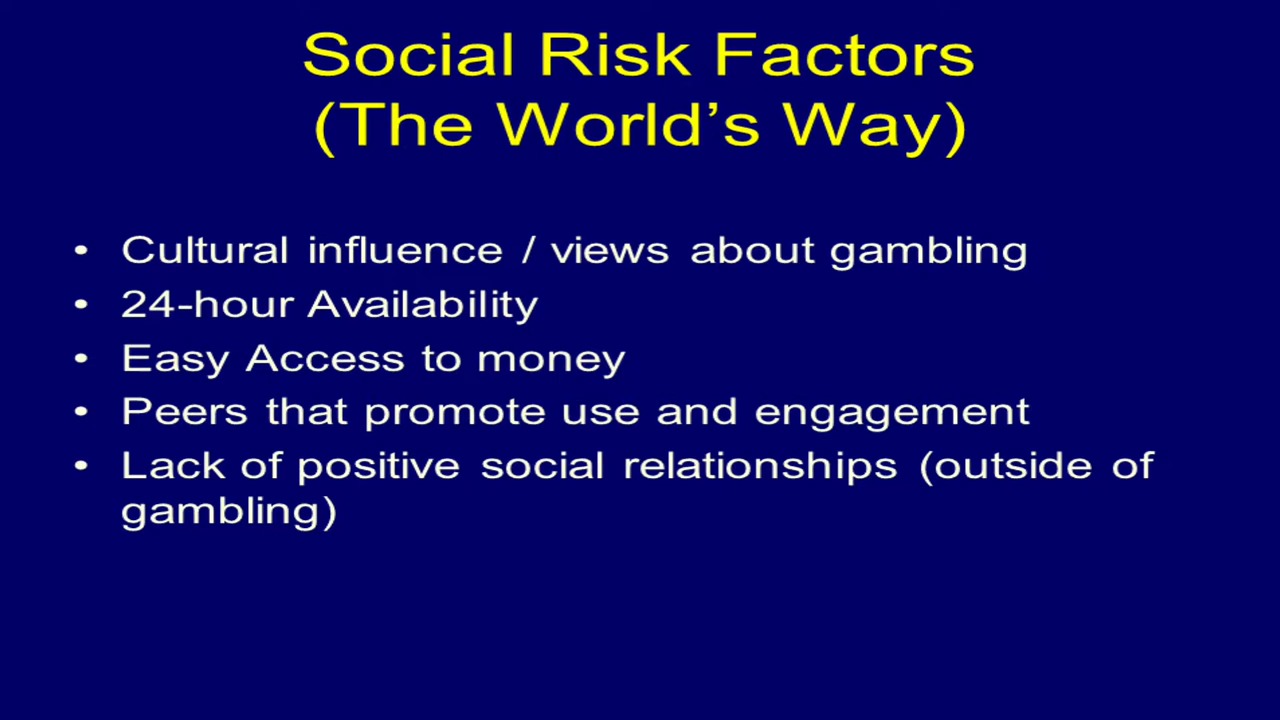 Social Risk Factors
(The World’s Way)
• Cultural influence / views about gambling
• 24-hour Availability
• Easy Access to money
• Peers that promote use and engagement
• Lack of positive social relationships (outside of
gambling)